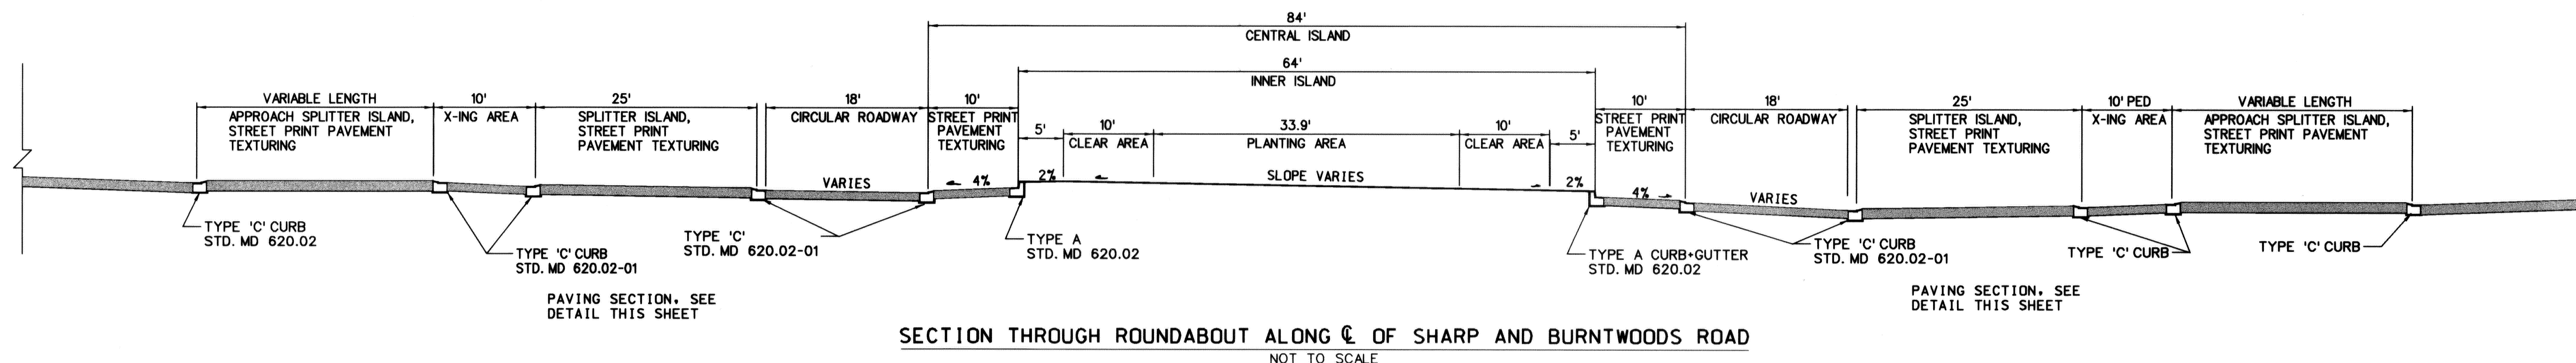 84'
CENTRAL ISLAND
64'
INNER ISLAND
VARIABLE LENGTH
APPROACH SPLITTER ISLAND,
STREET PRINT PAVEMENT
TEXTURING
10'
X-ING AREA
25'
SPLITTER ISLAND,
STREET PRINT
PAVEMENT TEXTURING
18'
CIRCULAR ROADWAY
10'
STREET PRINT
PAVEMENT
TEXTURING
5'
10'
CLEAR AREA
33.9'
PLANTING AREA
10'
CLEAR AREA
5'
10'
STREET PRINT
PAVEMENT
TEXTURING
18'
CIRCULAR ROADWAY
25'
SPLITTER ISLAND,
STREET PRINT
PAVEMENT TEXTURING
10' PED
X-ING AREA
VARIABLE LENGTH
APPROACH SPLITTER ISLAND,
STREET PRINT PAVEMENT
TEXTURING
VARIES
4%
2%
SLOPE VARIES
2%
4%
VARIES
TYPE 'C' CURB
STD. MD 620.02
TYPE 'C' CURB
STD. MD 620.02-01
TYPE 'C'
STD. MD 620.02-01
TYPE A
STD. MD 620.02
TYPE A CURB+GUTTER
STD. MD 620.02
TYPE 'C' CURB
STD. MD 620.02-01
TYPE 'C' CURB
TYPE 'C' CURB
PAVING SECTION, SEE
DETAIL THIS SHEET
PAVING SECTION, SEE
DETAIL THIS SHEET
SECTION THROUGH ROUNDABOUT ALONG ℄ OF SHARP AND BURNTWOODS ROAD
NOT TO SCALE